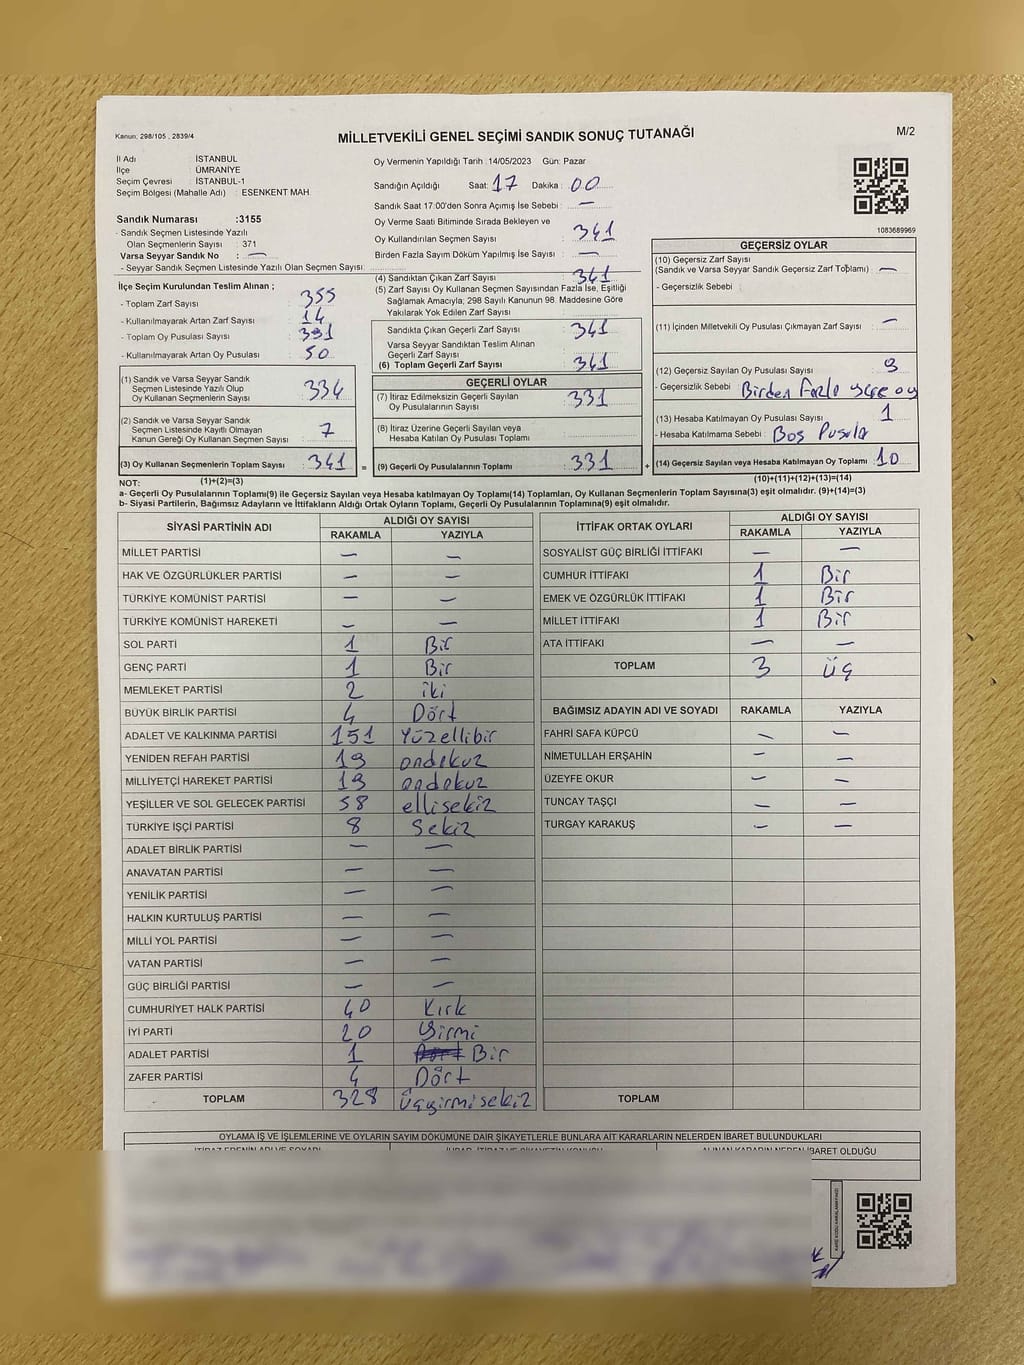 Kanun; 298/105 , 2839/4
MİLLETVEKİLİ GENEL SEÇİMİ SANDIK SONUÇ TUTANAĞI
M/2
İl Adı : İSTANBUL
İlçe : ÜMRANİYE
Seçim Çevresi : İSTANBUL-1
Seçim Bölgesi (Mahalle Adı) : ESENKENT MAH.
Sandık Numarası :3155
- Sandık Seçmen Listesinde Yazılı
Olan Seçmenlerin Sayısı : 371
Varsa Seyyar Sandık No : —
- Seyyar Sandık Seçmen Listesinde Yazılı Olan Seçmen Sayısı:
Oy Vermenin Yapıldığı Tarih :14/05/2023 Gün: Pazar
Sandığın Açıldığı Saat: 17 Dakika : 00
Sandık Saat 17:00'den Sonra Açımış İse Sebebi : —
Oy Verme Saati Bitiminde Sırada Bekleyen ve
Oy Kullandırılan Seçmen Sayısı : 341
Birden Fazla Sayım Döküm Yapılmış İse Sayısı : —
1083689969
İlçe Seçim Kurulundan Teslim Alınan ;
- Toplam Zarf Sayısı : 355
- Kullanılmayarak Artan Zarf Sayısı : 14
- Toplam Oy Pusulası Sayısı : 391
- Kullanılmayarak Artan Oy Pusulası : 50
(4) Sandıktan Çıkan Zarf Sayısı : 341
(5) Zarf Sayısı Oy Kullanan Seçmen Sayısından Fazla İse, Eşitliği
Sağlamak Amacıyla; 298 Sayılı Kanunun 98. Maddesine Göre
Yakılarak Yok Edilen Zarf Sayısı :
Sandıkta Çıkan Geçerli Zarf Sayısı : 341
Varsa Seyyar Sandıktan Teslim Alınan
Geçerli Zarf Sayısı :
(6) Toplam Geçerli Zarf Sayısı : 341
GEÇERSİZ OYLAR
(10) Geçersiz Zarf Sayısı
(Sandık ve Varsa Seyyar Sandık Geçersiz Zarf Toplamı) : —
- Geçersizlik Sebebi :
(11) İçinden Milletvekili Oy Pusulası Çıkmayan Zarf Sayısı : —
(12) Geçersiz Sayılan Oy Pusulası Sayısı : 9
- Geçersizlik Sebebi : Birden Fazla yere oy
(13) Hesaba Katılmayan Oy Pusulası Sayısı : 1
- Hesaba Katılmama Sebebi : Boş Pusula
(14) Geçersiz Sayılan veya Hesaba Katılmayan Oy Toplamı : 10
(10)+(11)+(12)+(13)=(14)
(1) Sandık ve Varsa Seyyar Sandık
Seçmen Listesinde Yazılı Olup
Oy Kullanan Seçmenlerin Sayısı : 334
(2) Sandık ve Varsa Seyyar Sandık
Seçmen Listesinde Kayıtlı Olmayan
Kanun Gereği Oy Kullanan Seçmen Sayısı : 7
(3) Oy Kullanan Seçmenlerin Toplam Sayısı : 341 =
GEÇERLİ OYLAR
(7) İtiraz Edilmeksizin Geçerli Sayılan
Oy Pusulalarının Sayısı : 331
(8) İtiraz Üzerine Geçerli Sayılan veya
Hesaba Katılan Oy Pusulası Toplamı :
(9) Geçerli Oy Pusulalarının Toplamı : 331 +
NOT: (1)+(2)=(3)
a- Geçerli Oy Pusulalarının Toplamı(9) ile Geçersiz Sayılan veya Hesaba katılmayan Oy Toplamı(14) Toplamları, Oy Kullanan Seçmenlerin Toplam Sayısına(3) eşit olmalıdır. (9)+(14)=(3)
b- Siyasi Partilerin, Bağımsız Adayların ve İttifakların Aldığı Ortak Oyların Toplamı, Geçerli Oy Pusulalarının Toplamına(9) eşit olmalıdır.
SİYASİ PARTİNİN ADI ALDIĞI OY SAYISI
RAKAMLA YAZIYLA
MİLLET PARTİSİ — —
HAK VE ÖZGÜRLÜKLER PARTİSİ — —
TÜRKİYE KOMÜNİST PARTİSİ — —
TÜRKİYE KOMÜNİST HAREKETİ — —
SOL PARTİ 1 Bir
GENÇ PARTİ 1 Bir
MEMLEKET PARTİSİ 2 iki
BÜYÜK BİRLİK PARTİSİ 4 Dört
ADALET VE KALKINMA PARTİSİ 151 Yüzellibir
YENİDEN REFAH PARTİSİ 19 ondokuz
MİLLİYETÇİ HAREKET PARTİSİ 19 ondokuz
YEŞİLLER VE SOL GELECEK PARTİSİ 58 ellisekiz
TÜRKİYE İŞÇİ PARTİSİ 8 Sekiz
ADALET BİRLİK PARTİSİ — —
ANAVATAN PARTİSİ — —
YENİLİK PARTİSİ — —
HALKIN KURTULUŞ PARTİSİ — —
MİLLİ YOL PARTİSİ — —
VATAN PARTİSİ — —
GÜÇ BİRLİĞİ PARTİSİ — —
CUMHURİYET HALK PARTİSİ 40 Kırk
İYİ PARTİ 20 Yirmi
ADALET PARTİSİ 1 Bir
ZAFER PARTİSİ 4 Dört
TOPLAM 328 üçyirmisekiz
İTTİFAK ORTAK OYLARI ALDIĞI OY SAYISI
RAKAMLA YAZIYLA
SOSYALİST GÜÇ BİRLİĞİ İTTİFAKI — —
CUMHUR İTTİFAKI 1 Bir
EMEK VE ÖZGÜRLÜK İTTİFAKI 1 Bir
MİLLET İTTİFAKI 1 Bir
ATA İTTİFAKI — —
TOPLAM 3 üç
BAĞIMSIZ ADAYIN ADI VE SOYADI RAKAMLA YAZIYLA
FAHRİ SAFA KÜPCÜ — —
NİMETULLAH ERŞAHİN — —
ÜZEYFE OKUR — —
TUNCAY TAŞÇI — —
TURGAY KARAKUŞ — —
TOPLAM
OYLAMA İŞ VE İŞLEMLERİNE VE OYLARIN SAYIM DÖKÜMÜNE DAİR ŞİKAYETLERLE BUNLARA AİT KARARLARIN NELERDEN İBARET BULUNDUKLARI
İTİRAZ EDENİN ADI VE SOYADI İHBAR, İTİRAZ VE ŞİKAYETİN KONUSU ALINAN KARARIN NEDEN İBARET OLDUĞU
KARE KODU KARALAMAYINIZ!